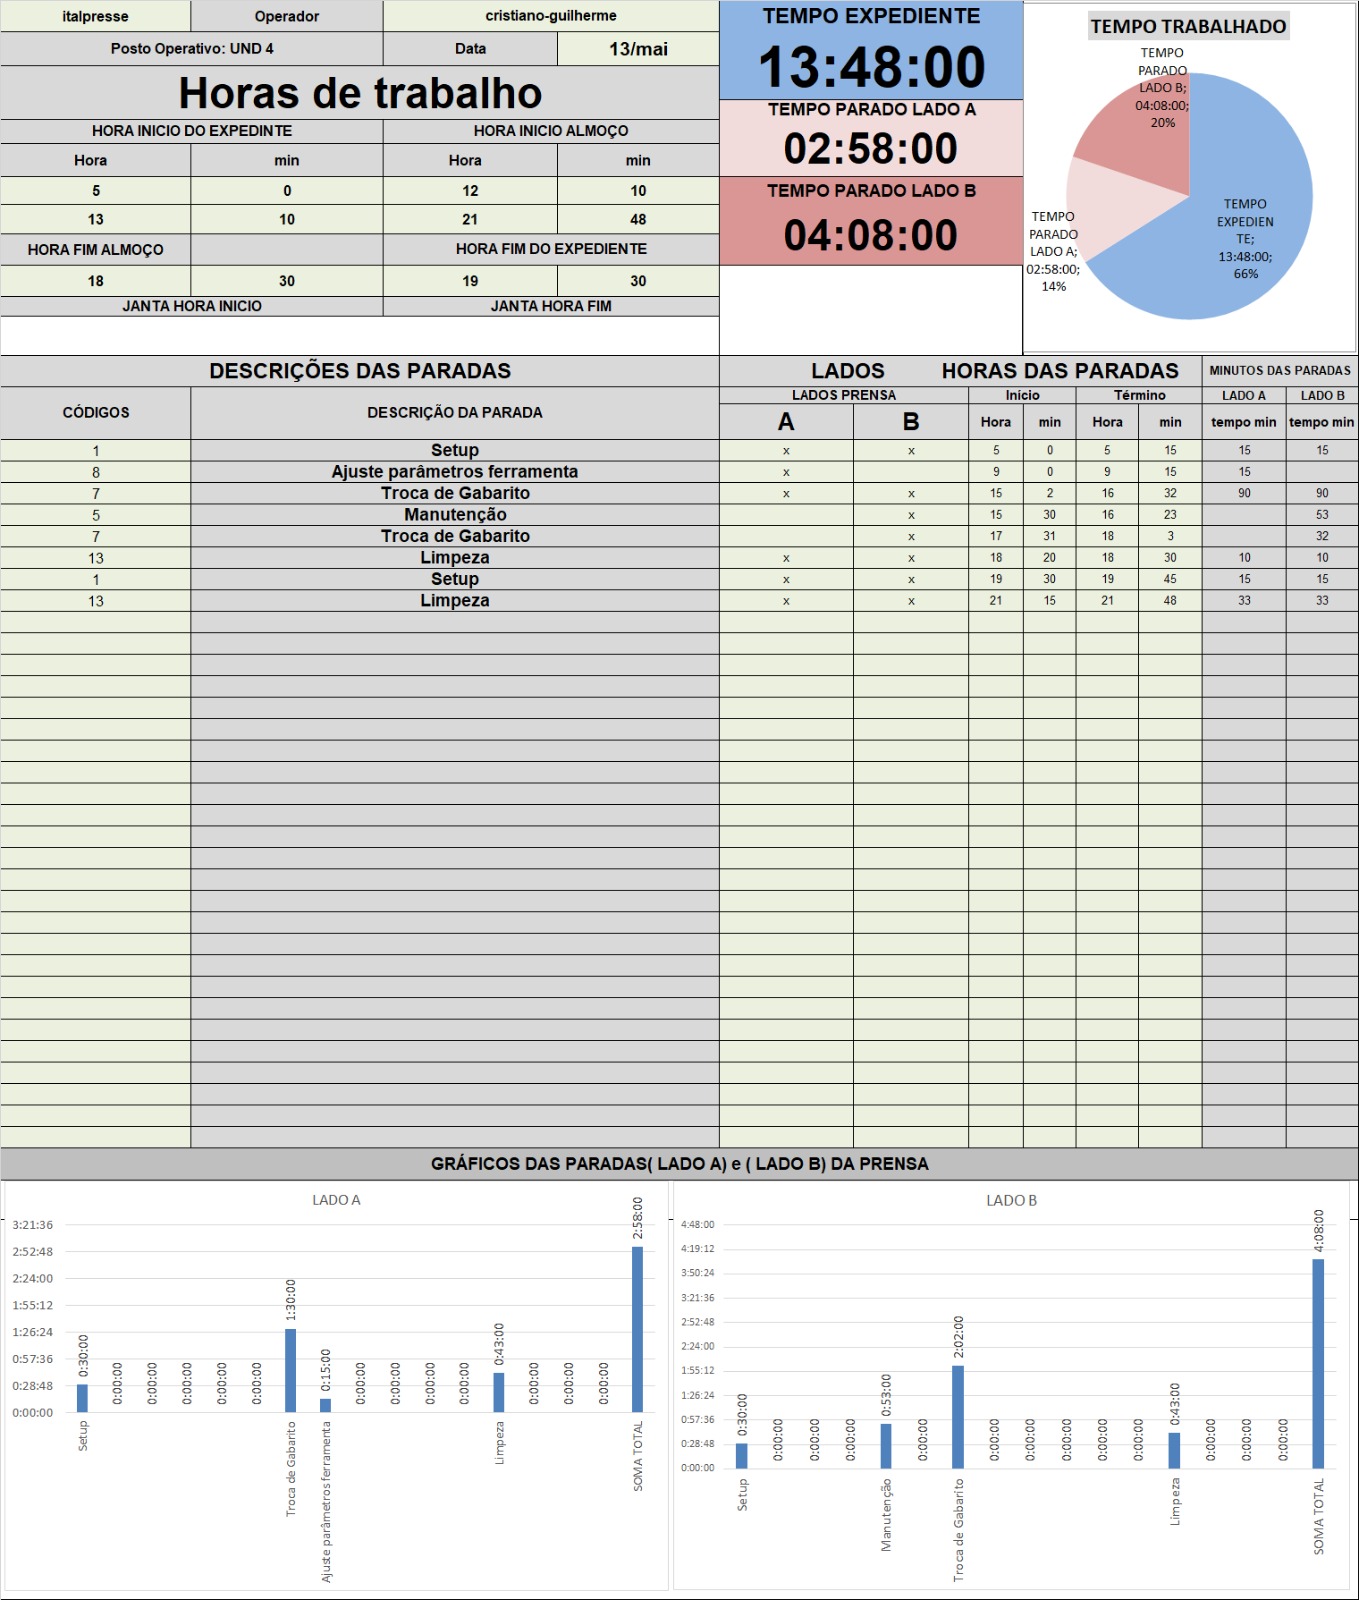 italpresse Operador cristiano-guilherme
Posto Operativo: UND 4 Data 13/mai
Horas de trabalho
HORA INICIO DO EXPEDINTE HORA INICIO ALMOÇO
Hora min Hora min
5 0 12 10
13 10 21 48
HORA FIM ALMOÇO HORA FIM DO EXPEDIENTE
18 30 19 30
JANTA HORA INICIO JANTA HORA FIM
TEMPO EXPEDIENTE
13:48:00
TEMPO PARADO LADO A
02:58:00
TEMPO PARADO LADO B
04:08:00
TEMPO TRABALHADO
TEMPO
PARADO
LADO B;
04:08:00;
20%
TEMPO
PARADO
LADO A;
02:58:00;
14%
TEMPO
EXPEDIEN
TE;
13:48:00;
66%
DESCRIÇÕES DAS PARADAS LADOS HORAS DAS PARADAS MINUTOS DAS PARADAS
CÓDIGOS DESCRIÇÃO DA PARADA LADOS PRENSA Início Término LADO A LADO B
A B Hora min Hora min tempo min tempo min
1 Setup x x 5 0 5 15 15 15
8 Ajuste parâmetros ferramenta x 9 0 9 15 15
7 Troca de Gabarito x x 15 2 16 32 90 90
5 Manutenção x 15 30 16 23 53
7 Troca de Gabarito x 17 31 18 3 32
13 Limpeza x x 18 20 18 30 10 10
1 Setup x x 19 30 19 45 15 15
13 Limpeza x x 21 15 21 48 33 33
GRÁFICOS DAS PARADAS( LADO A) e ( LADO B) DA PRENSA
LADO A
3:21:36
2:52:48
2:24:00
1:55:12
1:26:24
0:57:36
0:28:48
0:00:00
0:30:00 0:00:00 0:00:00 0:00:00 0:00:00 0:00:00 1:30:00 0:15:00 0:00:00 0:00:00 0:00:00 0:00:00 0:43:00 0:00:00 0:00:00 0:00:00 2:58:00
Setup Troca de Gabarito Ajuste parâmetros ferramenta Limpeza SOMA TOTAL
LADO B
4:48:00
4:19:12
3:50:24
3:21:36
2:52:48
2:24:00
1:55:12
1:26:24
0:57:36
0:28:48
0:00:00
0:30:00 0:00:00 0:00:00 0:00:00 0:53:00 0:00:00 2:02:00 0:00:00 0:00:00 0:00:00 0:00:00 0:00:00 0:43:00 0:00:00 0:00:00 0:00:00 4:08:00
Setup Manutenção Troca de Gabarito Limpeza SOMA TOTAL